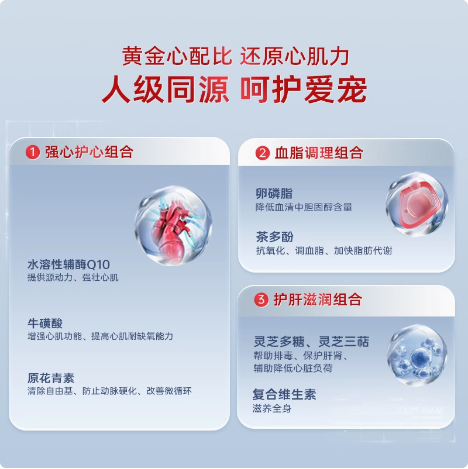 黄金心配比 还原心肌力
人级同源 呵护爱宠
1 强心护心组合
水溶性辅酶Q10
提供源动力、强壮心肌
牛磺酸
增强心肌功能、提高心肌耐缺氧能力
原花青素
清除自由基、防止动脉硬化、改善微循环
2 血脂调理组合
卵磷脂
降低血清中胆固醇含量
茶多酚
抗氧化、调血脂、加快脂肪代谢
3 护肝滋润组合
灵芝多糖、灵芝三萜
帮助排毒、保护肝肾、
辅助降低心脏负荷
复合维生素
滋养全身